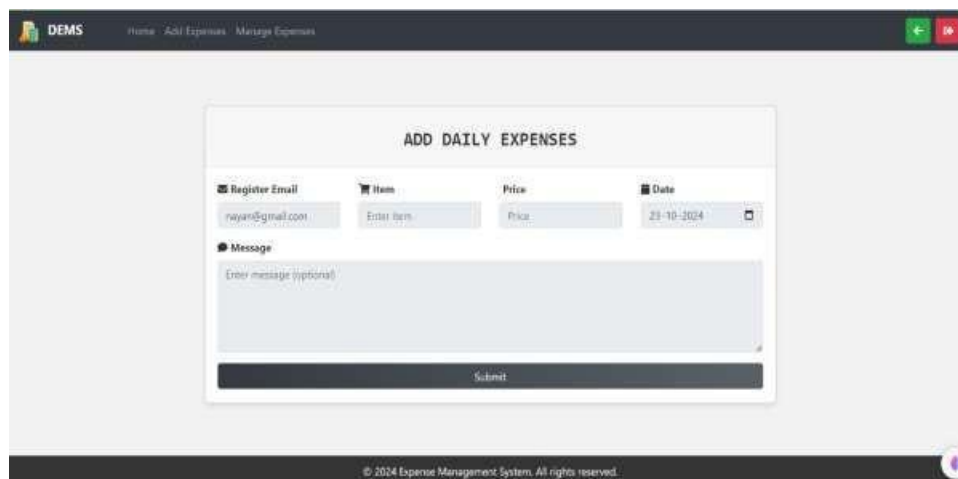 DEMS Home Add Expenses Manage Expenses
ADD DAILY EXPENSES
Register Email Item Price Date
nayan@gmail.com Enter item Price 23-10-2024
Message
Enter message (optional)
Submit
© 2024 Expense Management System. All rights reserved.